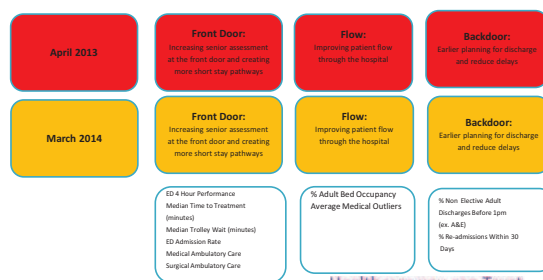 April 2013
Front Door:
Increasing senior assessment
at the front door and creating
more short stay pathways
Flow:
Improving patient flow
through the hospital
Backdoor:
Earlier planning for discharge
and reduce delays
March 2014
Front Door:
Increasing senior assessment
at the front door and creating
more short stay pathways
Flow:
Improving patient flow
through the hospital
Backdoor:
Earlier planning for discharge
and reduce delays
ED 4 Hour Performance
Median Time to Treatment
(minutes)
Median Trolley Wait (minutes)
ED Admission Rate
Medical Ambulatory Care
Surgical Ambulatory Care
% Adult Bed Occupancy
Average Medical Outliers
% Non Elective Adult
Discharges Before 1pm
(ex. A&E)
% Re-admissions Within 30
Days